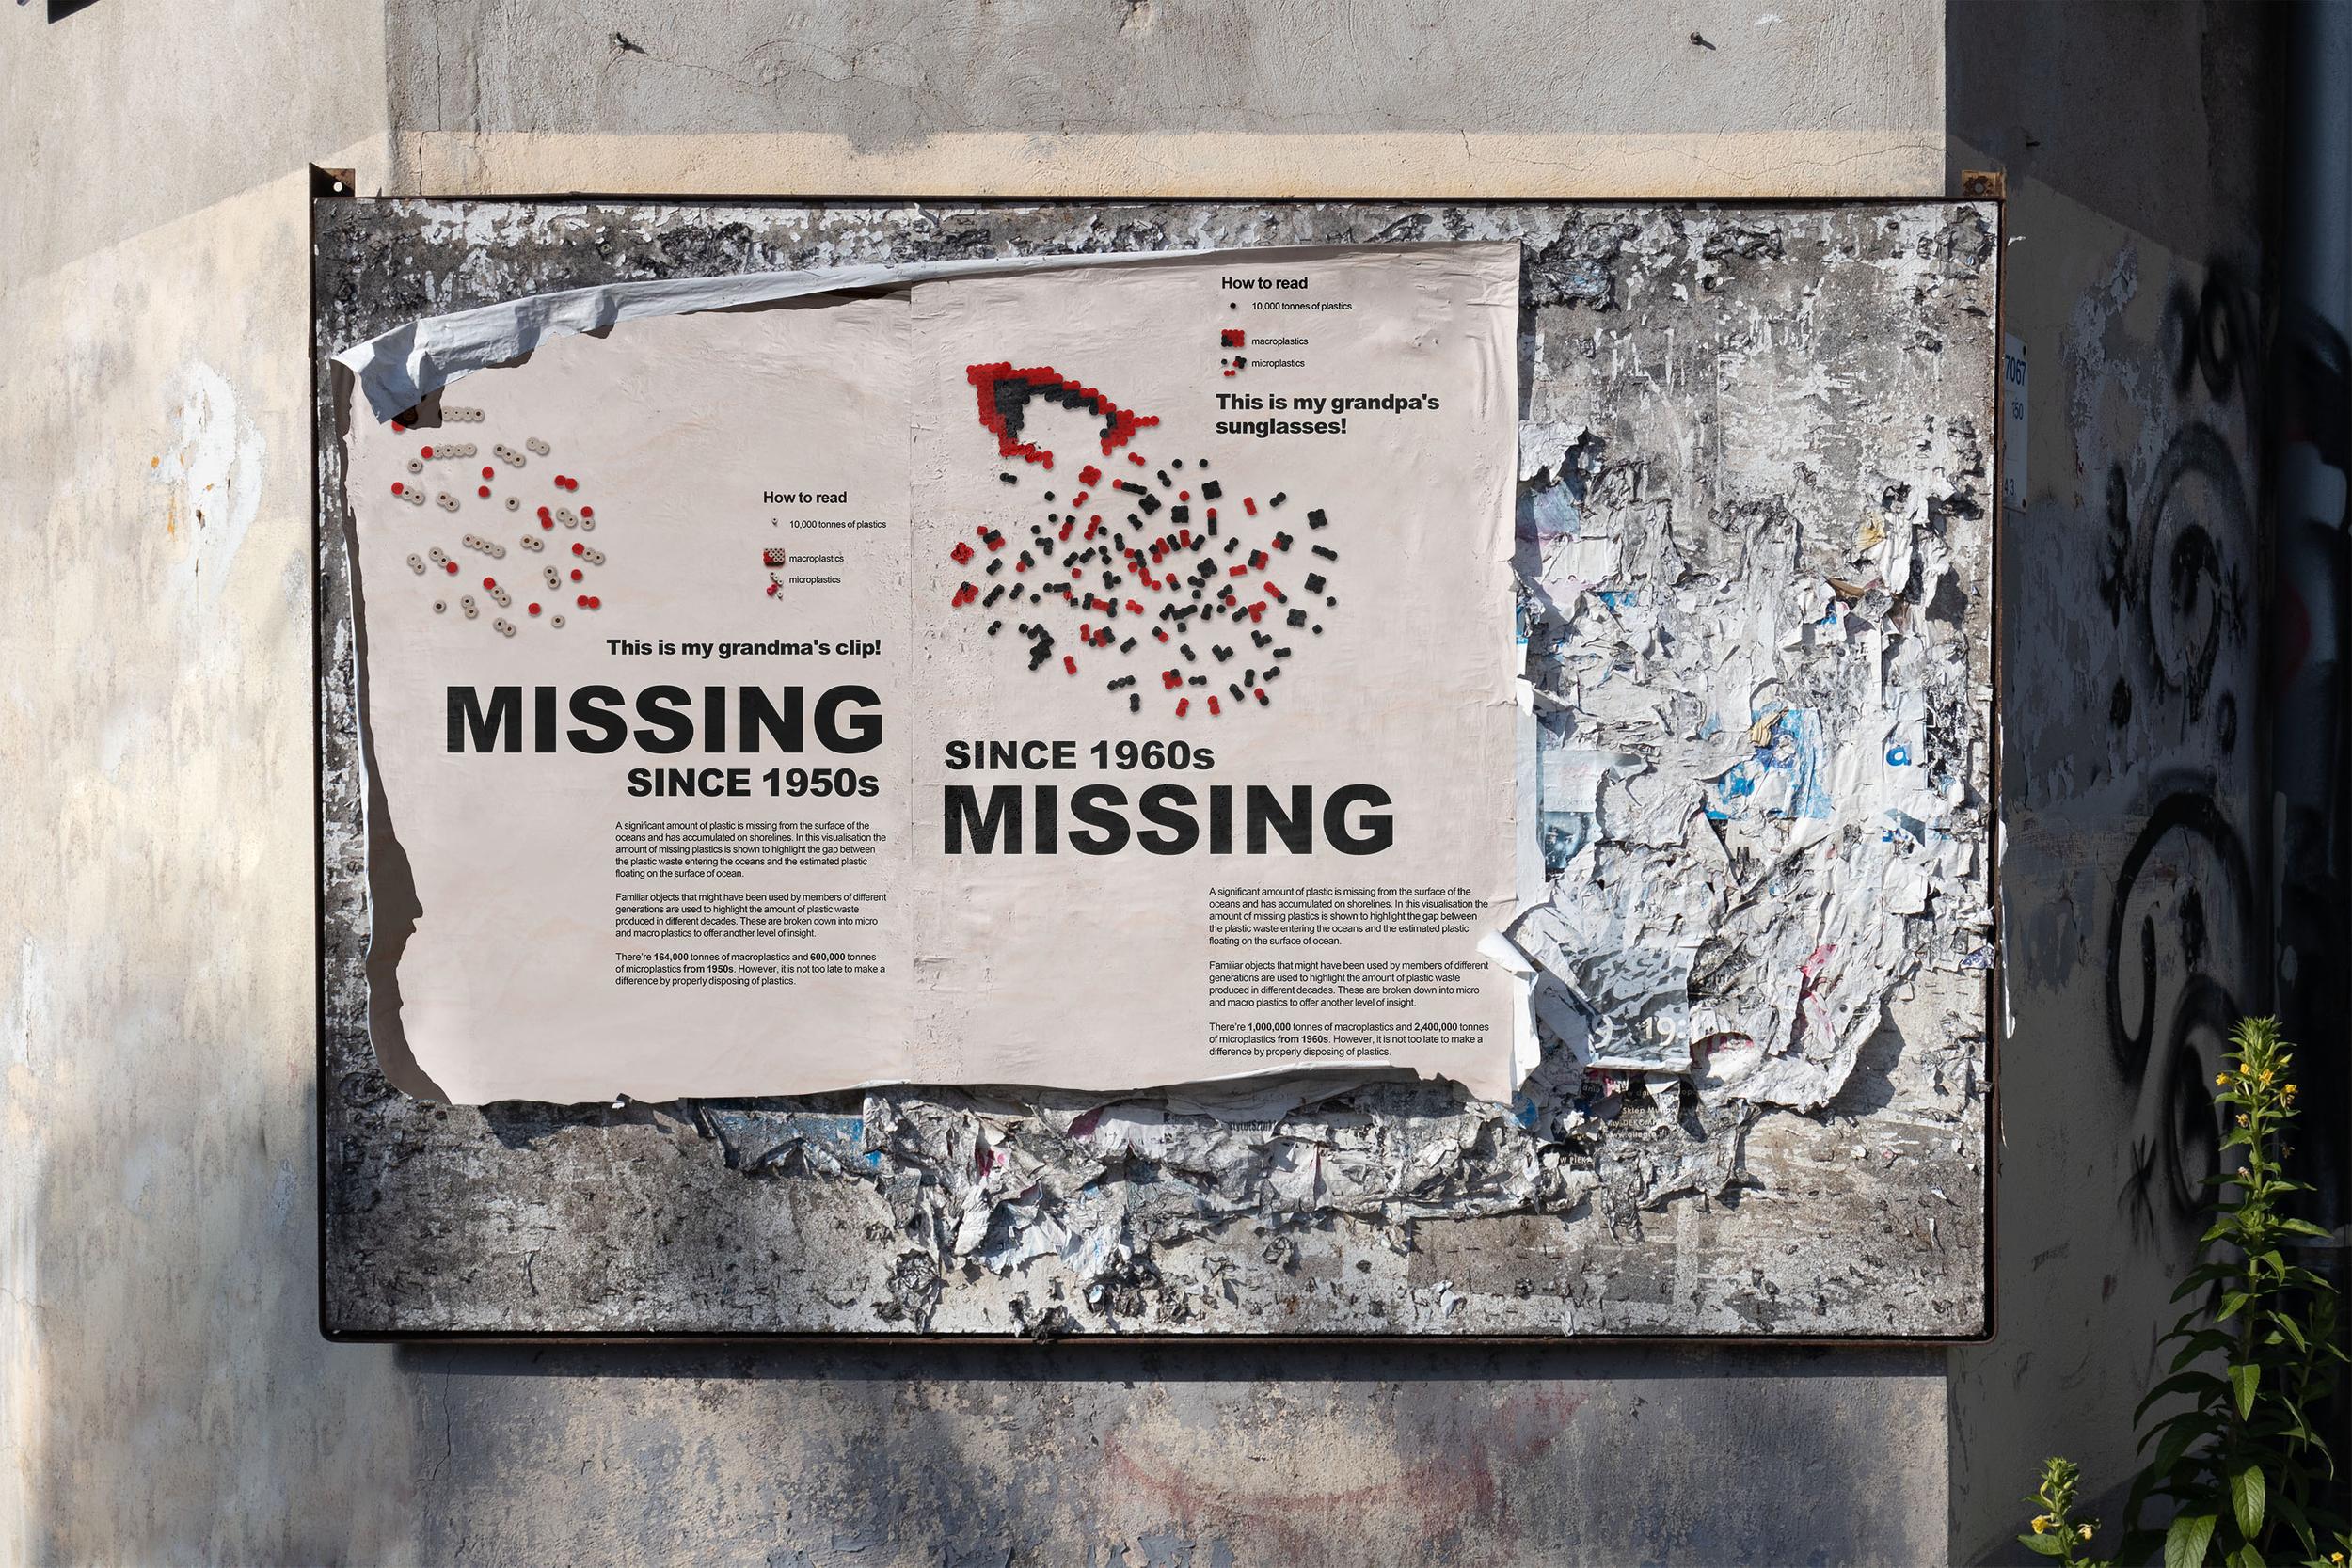 How to read
10,000 tonnes of plastics
macroplastics
microplastics
This is my grandma's clip!
MISSING
SINCE 1950s
A significant amount of plastic is missing from the surface of the
oceans and has accumulated on shorelines. In this visualisation the
amount of missing plastics is shown to highlight the gap between
the plastic waste entering the oceans and the estimated plastic
floating on the surface of ocean.
Familiar objects that might have been used by members of different
generations are used to highlight the amount of plastic waste
produced in different decades. These are broken down into micro
and macro plastics to offer another level of insight.
There're 164,000 tonnes of macroplastics and 600,000 tonnes
of microplastics from 1950s. However, it is not too late to make a
difference by properly disposing of plastics.
How to read
10,000 tonnes of plastics
macroplastics
microplastics
This is my grandpa's
sunglasses!
SINCE 1960s
MISSING
A significant amount of plastic is missing from the surface of the
oceans and has accumulated on shorelines. In this visualisation the
amount of missing plastics is shown to highlight the gap between
the plastic waste entering the oceans and the estimated plastic
floating on the surface of ocean.
Familiar objects that might have been used by members of different
generations are used to highlight the amount of plastic waste
produced in different decades. These are broken down into micro
and macro plastics to offer another level of insight.
There're 1,000,000 tonnes of macroplastics and 2,400,000 tonnes
of microplastics from 1960s. However, it is not too late to make a
difference by properly disposing of plastics.
7067
150
a
Sklep